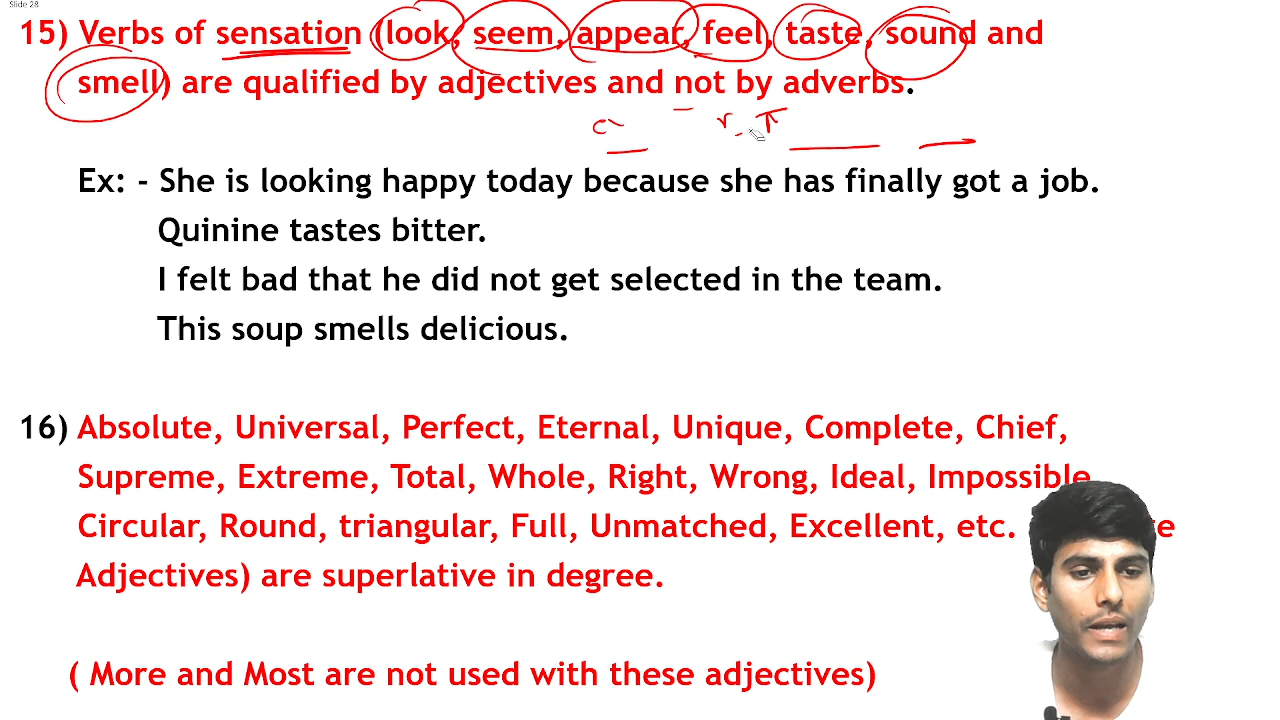 Slide 28
15) Verbs of sensation (look, seem, appear, feel, taste, sound and
smell) are qualified by adjectives and not by adverbs.
Ex: - She is looking happy today because she has finally got a job.
Quinine tastes bitter.
I felt bad that he did not get selected in the team.
This soup smells delicious.
16) Absolute, Universal, Perfect, Eternal, Unique, Complete, Chief,
Supreme, Extreme, Total, Whole, Right, Wrong, Ideal, Impossible
Circular, Round, triangular, Full, Unmatched, Excellent, etc.
Adjectives) are superlative in degree.
( More and Most are not used with these adjectives)